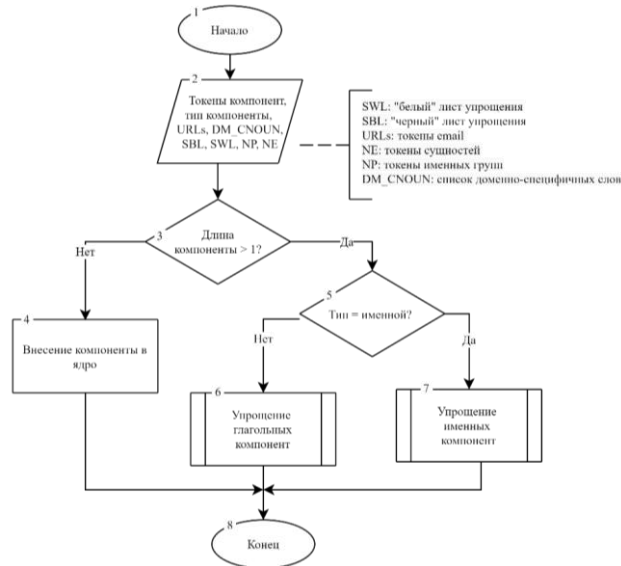 1
Начало
2
Токены компонент,
тип компоненты,
URLs, DM_CNOUN,
SBL, SWL, NP, NE
SWL: "белый" лист упрощения
SBL: "черный" лист упрощения
URLs: токены email
NE: токены сущностей
NP: токены именных групп
DM_CNOUN: список доменно-специфичных слов
3
Длина
компоненты > 1?
Нет
Да
4
Внесение компоненты в
ядро
5
Тип = именной?
Нет
Да
6
Упрощение
глагольных
компонент
7
Упрощение
именных
компонент
8
Конец